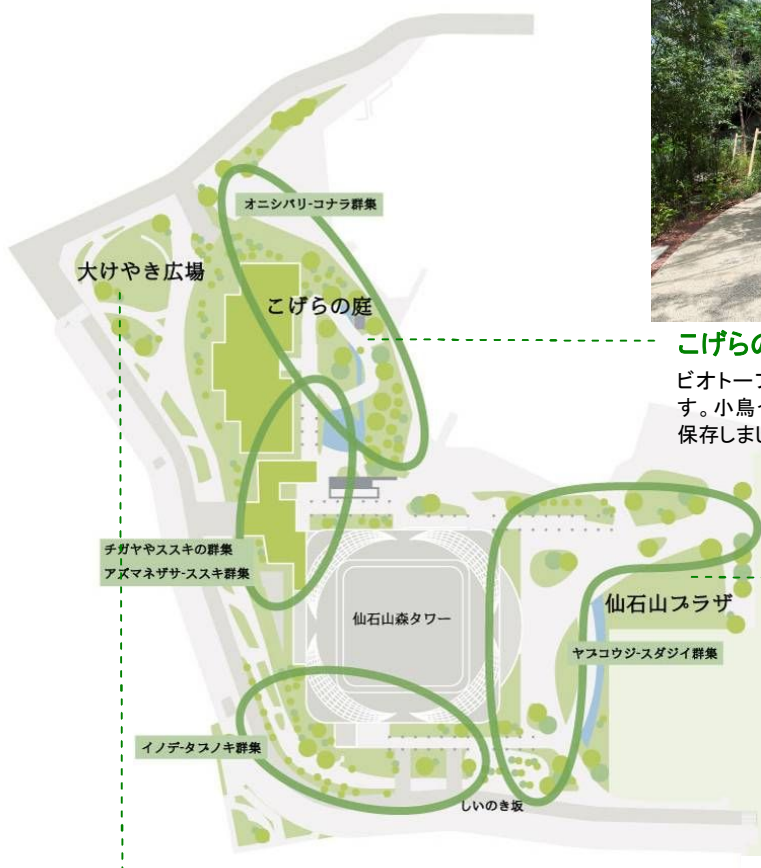 オニシバリ-コナラ群集
大けやき広場
こげらの庭
こげらの
ビオトープ
す。小鳥
保存しまし
チガヤやススキの群集
アズマネザサ-ススキ群集
仙石山森タワー
仙石山プラザ
ヤブコウジ-スダジイ群集
イノデ-タブノキ群集
しいのき坂